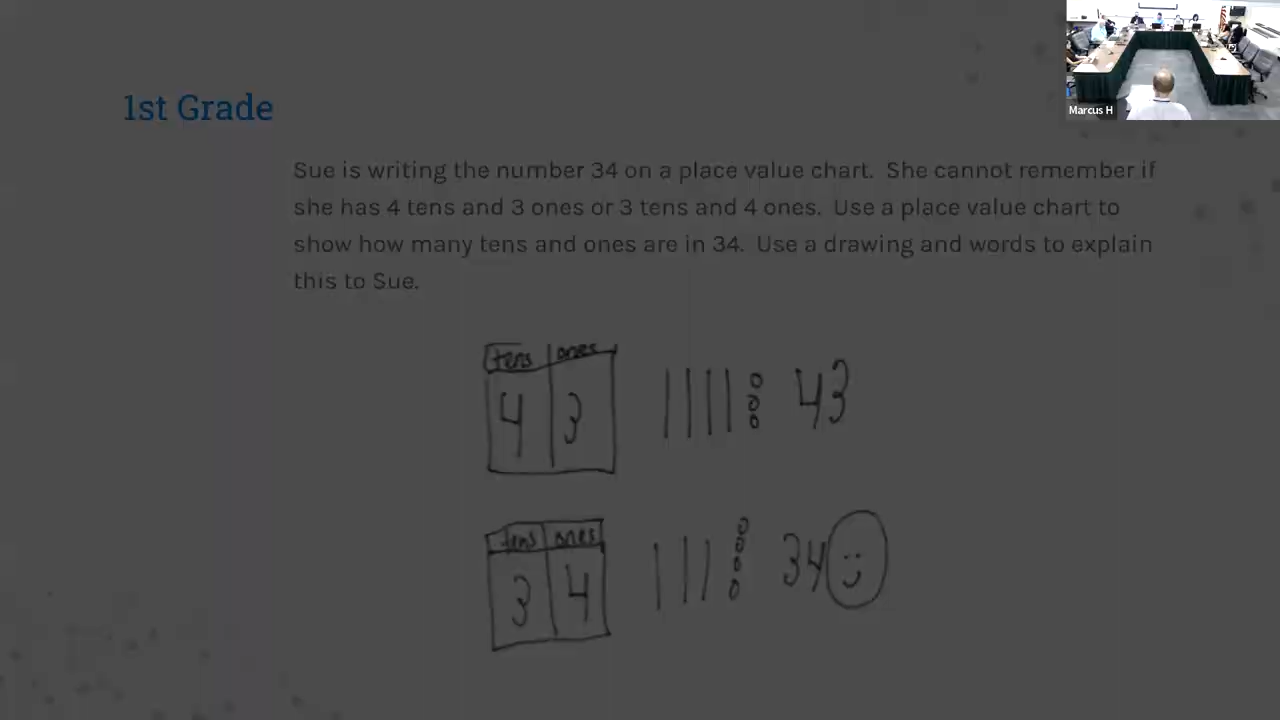 1st Grade
Marcus H
Sue is writing the number 34 on a place value chart. She cannot remember if
she has 4 tens and 3 ones or 3 tens and 4 ones. Use a place value chart to
show how many tens and ones are in 34. Use a drawing and words to explain
this to Sue.
tens ones
4 3 43
tens ones
3 4 34